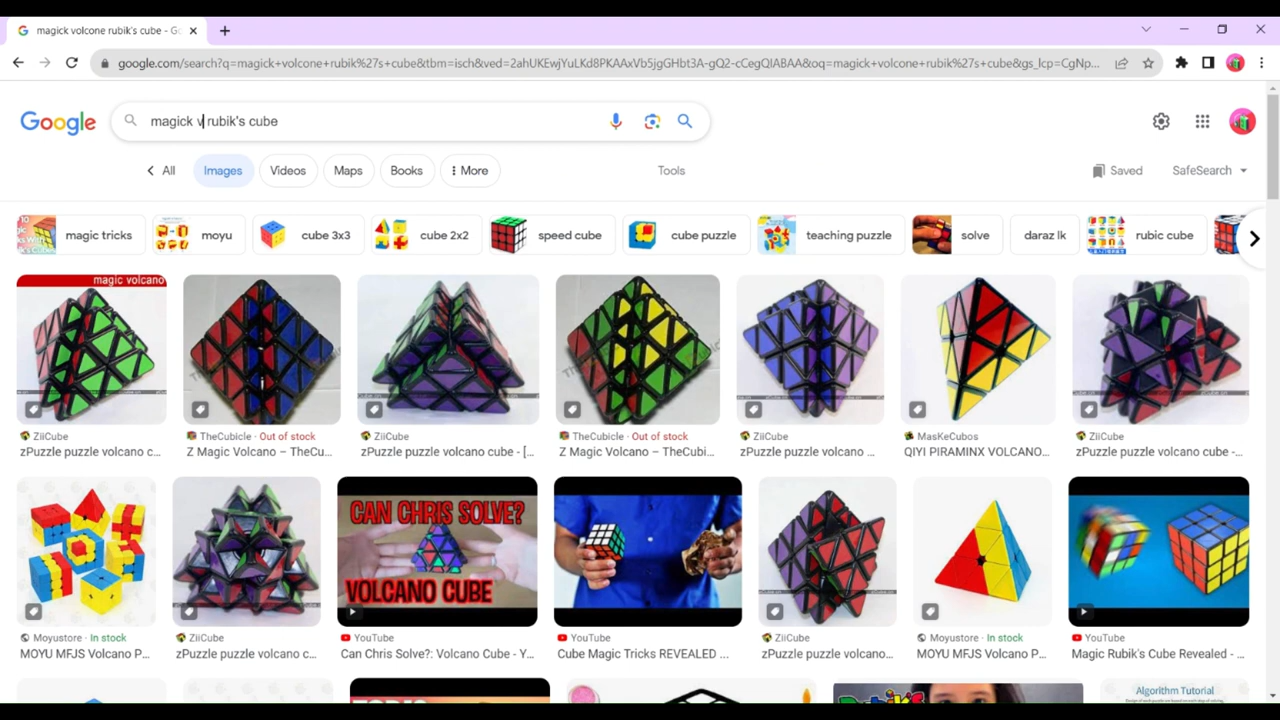 magick volcone rubik's cube - Go
google.com/search?q=magick+volcone+rubik%27s+cube&tbm=isch&ved=2ahUKEwjYuLKd8PKAAxVb5jgGHbt3A-gQ2-cCegQIABAA&oq=magick+volcone+rubik%27s+cube&gs_lcp=CgNp...
Google
magick v rubik's cube
All Images Videos Maps Books More Tools Saved SafeSearch
magic tricks moyu cube 3x3 cube 2x2 speed cube cube puzzle teaching puzzle solve daraz lk rubic cube
magic volcano
ZiiCube TheCubicle · Out of stock ZiiCube TheCubicle · Out of stock ZiiCube MasKeCubos ZiiCube
zPuzzle puzzle volcano c... Z Magic Volcano – TheCu... zPuzzle puzzle volcano cube - [... Z Magic Volcano – TheCubi... zPuzzle puzzle volcano ... QIYI PIRAMINX VOLCANO... zPuzzle puzzle volcano cube -...
CAN CHRIS SOLVE?
VOLCANO CUBE
Moyustore · In stock ZiiCube YouTube YouTube ZiiCube Moyustore · In stock YouTube
MOYU MFJS Volcano P... zPuzzle puzzle volcano c... Can Chris Solve?: Volcano Cube - Y... Cube Magic Tricks REVEALED ... zPuzzle puzzle volcano... MOYU MFJS Volcano P... Magic Rubik's Cube Revealed - ...
Algorithm Tutorial